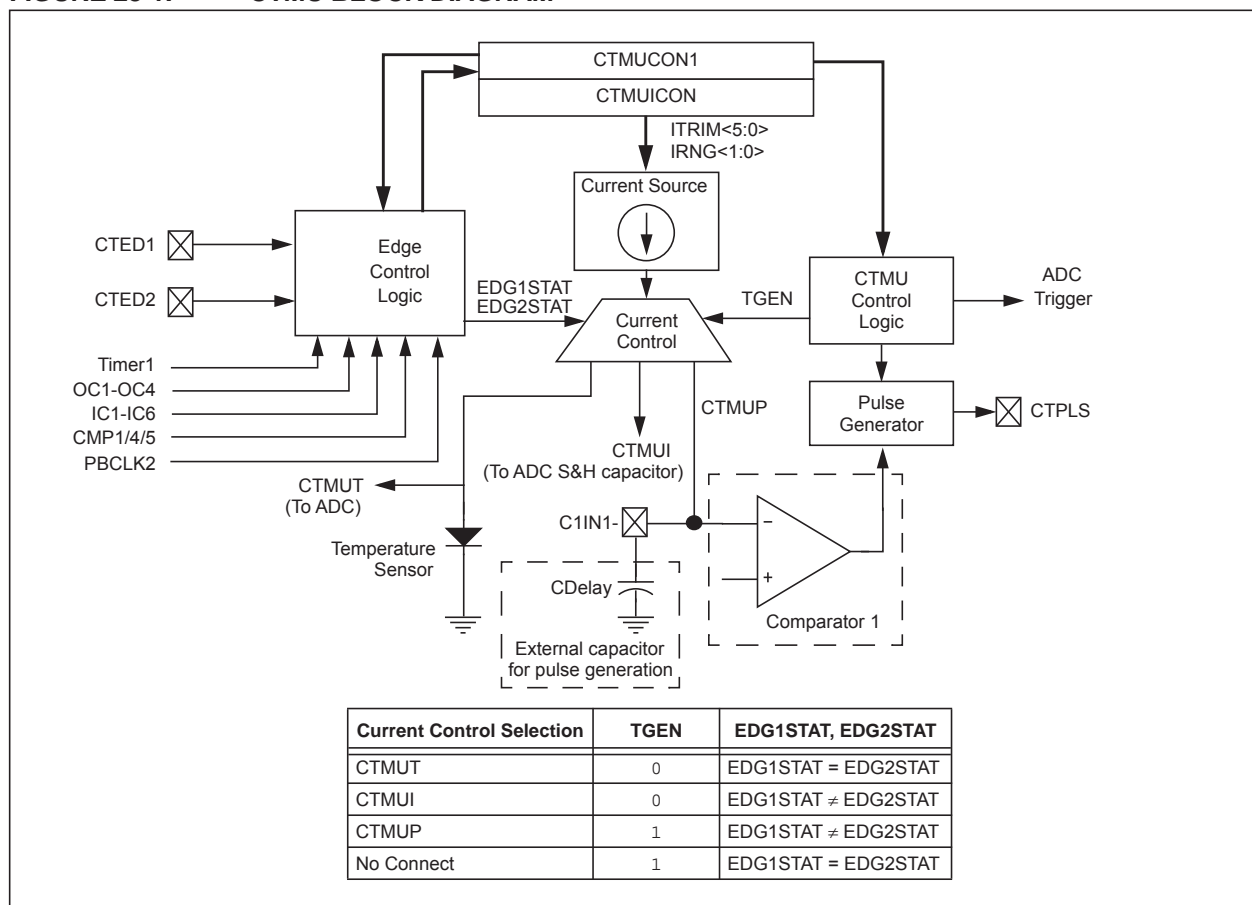 CTMUCON1
CTMUICON
ITRIM<5:0>
IRNG<1:0>
Current Source
CTED1
CTED2
Edge
Control
Logic
EDG1STAT
EDG2STAT
Current
Control
TGEN
CTMU
Control
Logic
ADC
Trigger
Timer1
OC1-OC4
IC1-IC6
CMP1/4/5
PBCLK2
CTMUP
Pulse
Generator
CTPLS
CTMUI
(To ADC S&H capacitor)
CTMUT
(To ADC)
C1IN1-
−
+
Temperature
Sensor
CDelay
Comparator 1
External capacitor
for pulse generation
Current Control Selection TGEN EDG1STAT, EDG2STAT
CTMUT 0 EDG1STAT = EDG2STAT
CTMUI 0 EDG1STAT ≠ EDG2STAT
CTMUP 1 EDG1STAT ≠ EDG2STAT
No Connect 1 EDG1STAT = EDG2STAT